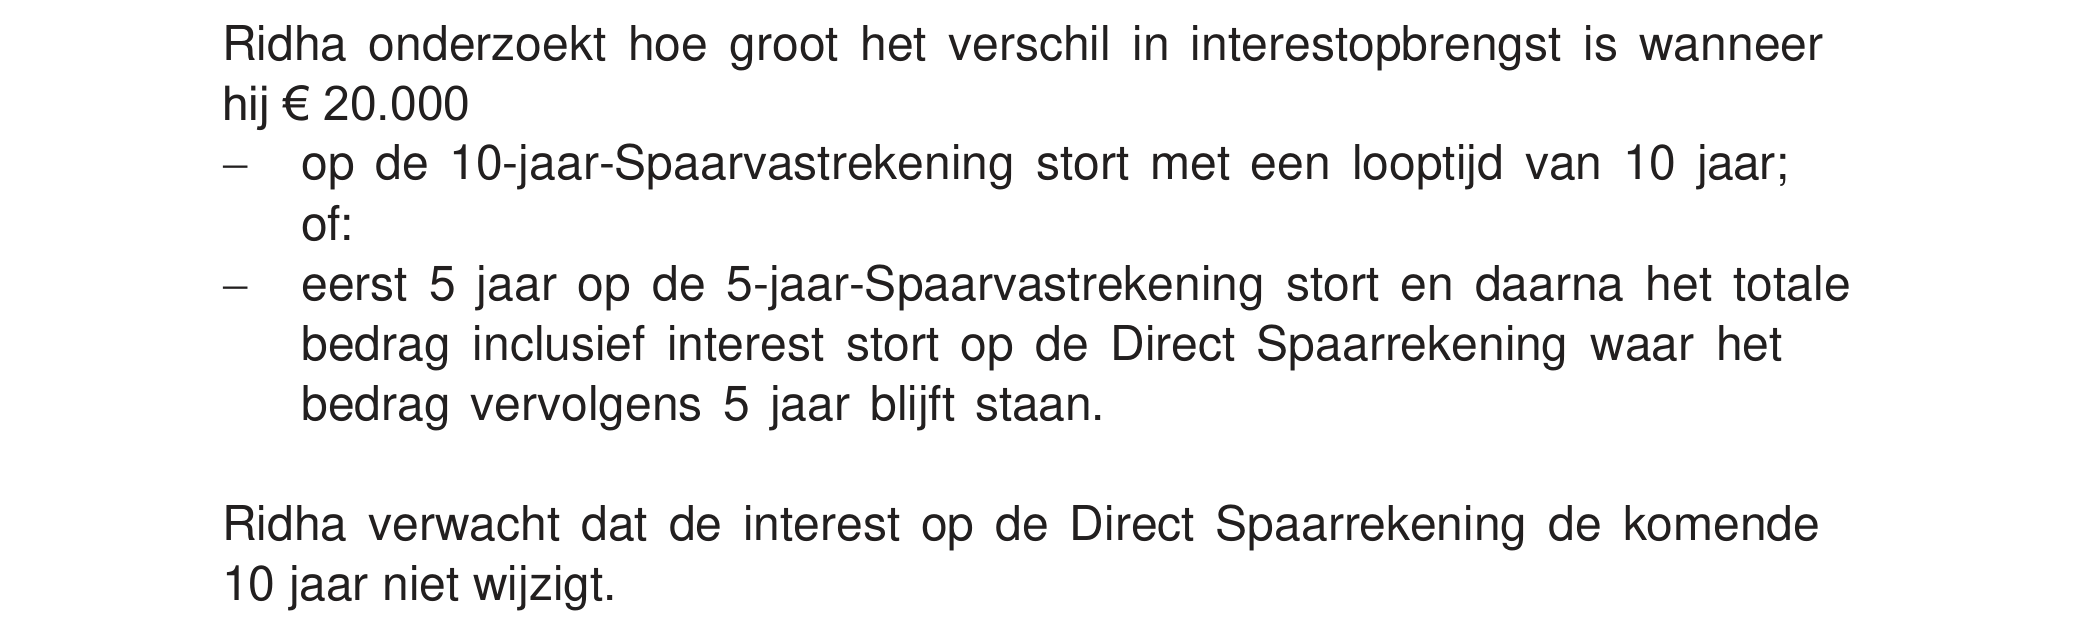 Ridha onderzoekt hoe groot het verschil in interestopbrengst is wanneer
hij € 20.000
– op de 10-jaar-Spaarvastrekening stort met een looptijd van 10 jaar;
of:
– eerst 5 jaar op de 5-jaar-Spaarvastrekening stort en daarna het totale
bedrag inclusief interest stort op de Direct Spaarrekening waar het
bedrag vervolgens 5 jaar blijft staan.
Ridha verwacht dat de interest op de Direct Spaarrekening de komende
10 jaar niet wijzigt.